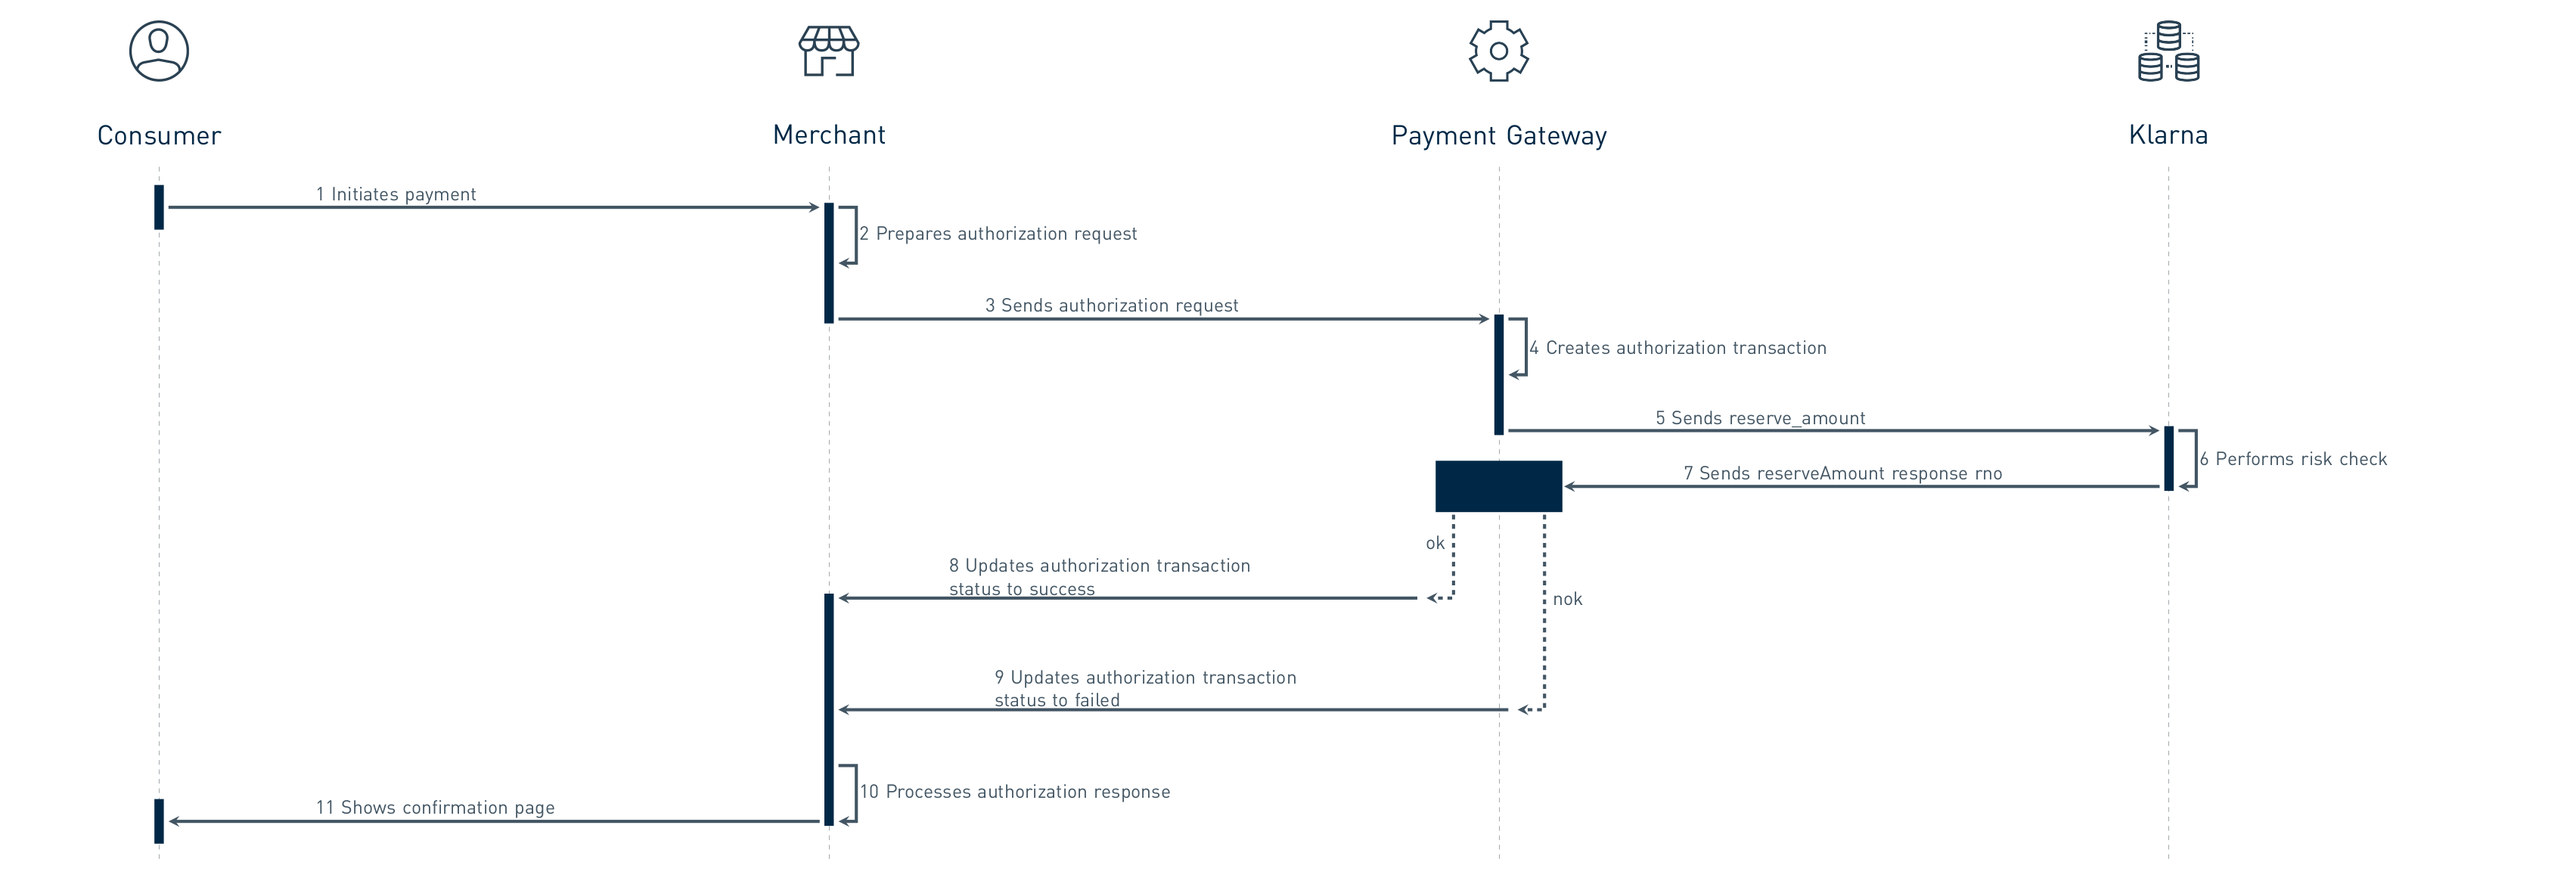 Consumer
Merchant
Payment Gateway
Klarna
1 Initiates payment
2 Prepares authorization request
3 Sends authorization request
4 Creates authorization transaction
5 Sends reserve_amount
6 Performs risk check
7 Sends reserveAmount response rno
ok
8 Updates authorization transaction
status to success
nok
9 Updates authorization transaction
status to failed
10 Processes authorization response
11 Shows confirmation page